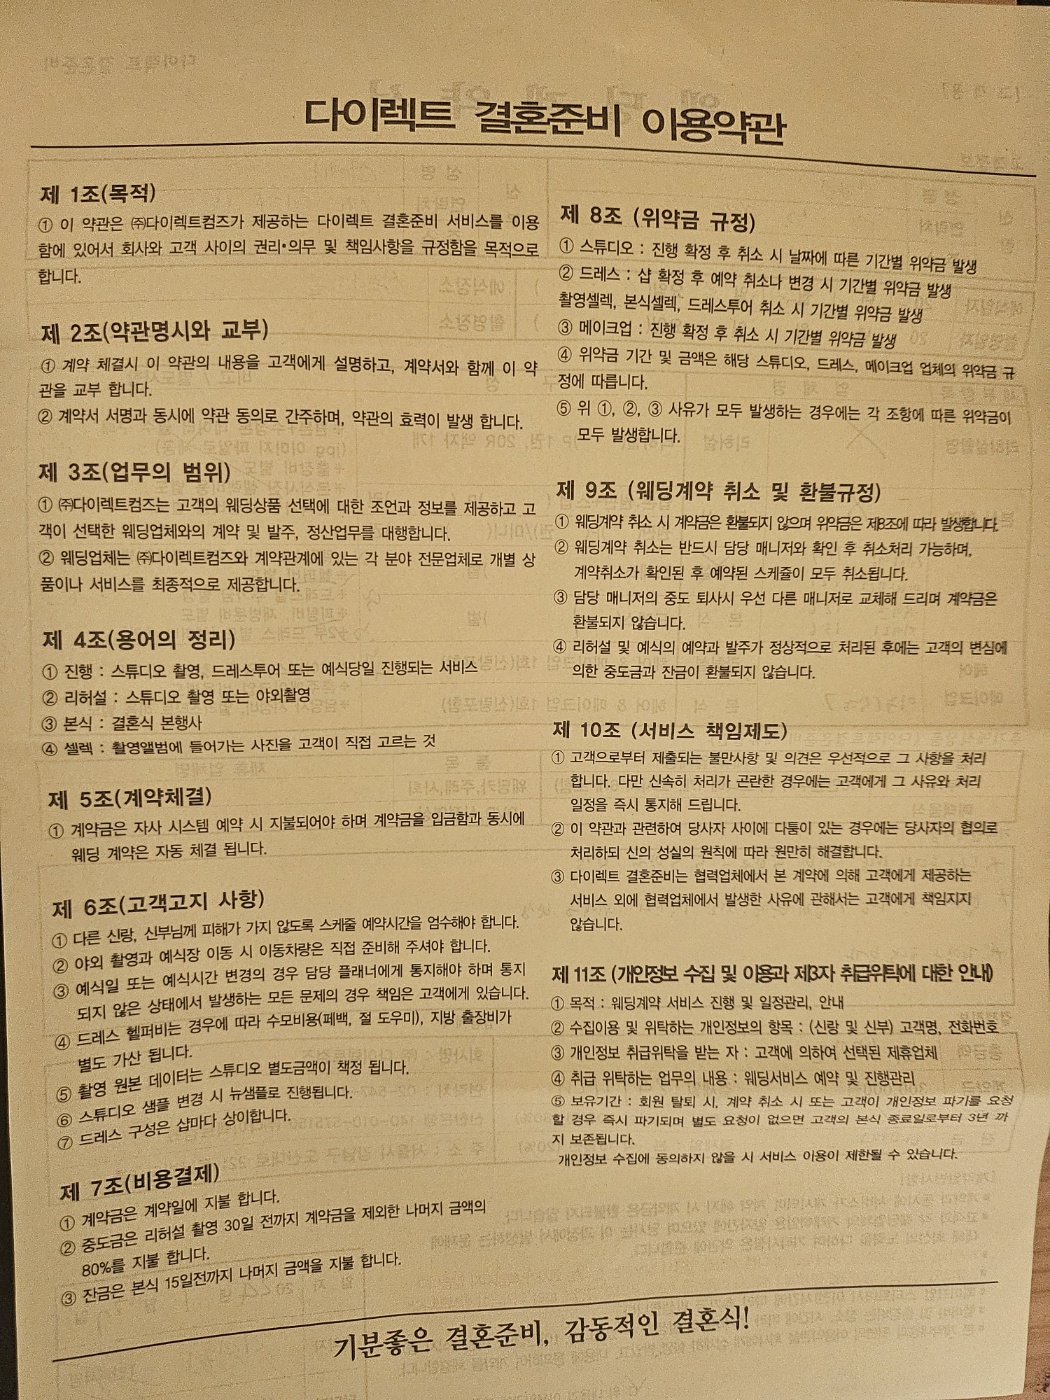 다이렉트 결혼준비 이용약관
제 1조(목적)
① 이 약관은 ㈜다이렉트컴즈가 제공하는 다이렉트 결혼준비 서비스를 이용
함에 있어서 회사와 고객 사이의 권리•의무 및 책임사항을 규정함을 목적으로
합니다.
제 2조(약관명시와 교부)
① 계약 체결시 이 약관의 내용을 고객에게 설명하고, 계약서와 함께 이 약
관을 교부 합니다.
② 계약서 서명과 동시에 약관 동의로 간주하며, 약관의 효력이 발생 합니다.
제 3조(업무의 범위)
① ㈜다이렉트컴즈는 고객의 웨딩상품 선택에 대한 조언과 정보를 제공하고 고
객이 선택한 웨딩업체와의 계약 및 발주, 정산업무를 대행합니다.
② 웨딩업체는 ㈜다이렉트컴즈와 계약관계에 있는 각 분야 전문업체로 개별 상
품이나 서비스를 최종적으로 제공합니다.
제 4조(용어의 정리)
① 진행 : 스튜디오 촬영, 드레스투어 또는 예식당일 진행되는 서비스
② 리허설 : 스튜디오 촬영 또는 야외촬영
③ 본식 : 결혼식 본행사
④ 셀렉 : 촬영앨범에 들어가는 사진을 고객이 직접 고르는 것
제 5조(계약체결)
① 계약금은 자사 시스템 예약 시 지불되어야 하며 계약금을 입금함과 동시에
웨딩 계약은 자동 체결 됩니다.
제 6조(고객고지 사항)
① 다른 신랑, 신부님께 피해가 가지 않도록 스케줄 예약시간을 엄수해야 합니다.
② 야외 촬영과 예식장 이동 시 이동차량은 직접 준비해 주셔야 합니다.
③ 예식일 또는 예식시간 변경의 경우 담당 플래너에게 통지해야 하며 통지
되지 않은 상태에서 발생하는 모든 문제의 경우 책임은 고객에게 있습니다.
④ 드레스 헬퍼비는 경우에 따라 수모비용(페백, 절 도우미), 지방 출장비가
별도 가산 됩니다.
⑤ 촬영 원본 데이터는 스튜디오 별도금액이 책정 됩니다.
⑥ 스튜디오 샘플 변경 시 뉴샘플로 진행됩니다.
⑦ 드레스 구성은 샵마다 상이합니다.
제 7조(비용결제)
① 계약금은 계약일에 지불 합니다.
② 중도금은 리허설 촬영 30일 전까지 계약금을 제외한 나머지 금액의
80%를 지불 합니다.
③ 잔금은 본식 15일전까지 나머지 금액을 지불 합니다.
제 8조 (위약금 규정)
① 스튜디오 : 진행 확정 후 취소 시 날짜에 따른 기간별 위약금 발생
② 드레스 : 샵 확정 후 예약 취소나 변경 시 기간별 위약금 발생
촬영셀렉, 본식셀렉, 드레스투어 취소 시 기간별 위약금 발생
③ 메이크업 : 진행 확정 후 취소 시 기간별 위약금 발생
④ 위약금 기간 및 금액은 해당 스튜디오, 드레스, 메이크업 업체의 위약금 규
정에 따릅니다.
⑤ 위 ①, ②, ③ 사유가 모두 발생하는 경우에는 각 조항에 따른 위약금이
모두 발생합니다.
제 9조 (웨딩계약 취소 및 환불규정)
① 웨딩계약 취소 시 계약금은 환불되지 않으며 위약금은 제8조에 따라 발생합니다.
② 웨딩계약 취소는 반드시 담당 매니저와 확인 후 취소처리 가능하며,
계약취소가 확인된 후 예약된 스케쥴이 모두 취소됩니다.
③ 담당 매니저의 중도 퇴사시 우선 다른 매니저로 교체해 드리며 계약금은
환불되지 않습니다.
④ 리허설 및 예식의 예약과 발주가 정상적으로 처리된 후에는 고객의 변심에
의한 중도금과 잔금이 환불되지 않습니다.
제 10조 (서비스 책임제도)
① 고객으로부터 제출되는 불만사항 및 의견은 우선적으로 그 사항을 처리
합니다. 다만 신속히 처리가 곤란한 경우에는 고객에게 그 사유와 처리
일정을 즉시 통지해 드립니다.
② 이 약관과 관련하여 당사자 사이에 다툼이 있는 경우에는 당사자의 협의로
처리하되 신의 성실의 원칙에 따라 원만히 해결합니다.
③ 다이렉트 결혼준비는 협력업체에서 본 계약에 의해 고객에게 제공하는
서비스 외에 협력업체에서 발생한 사유에 관해서는 고객에게 책임지지
않습니다.
제 11조 (개인정보 수집 및 이용과 제3자 취급위탁에 대한 안내)
① 목적 : 웨딩계약 서비스 진행 및 일정관리, 안내
② 수집이용 및 위탁하는 개인정보의 항목 : (신랑 및 신부) 고객명, 전화번호
③ 개인정보 취급위탁을 받는 자 : 고객에 의하여 선택된 제휴업체
④ 취급 위탁하는 업무의 내용 : 웨딩서비스 예약 및 진행관리
⑤ 보유기간 : 회원 탈퇴 시, 계약 취소 시 또는 고객이 개인정보 파기를 요청
할 경우 즉시 파기되며 별도 요청이 없으면 고객의 본식 종료일로부터 3년 까
지 보존됩니다.
개인정보 수집에 동의하지 않을 시 서비스 이용이 제한될 수 있습니다.
기분좋은 결혼준비, 감동적인 결혼식!